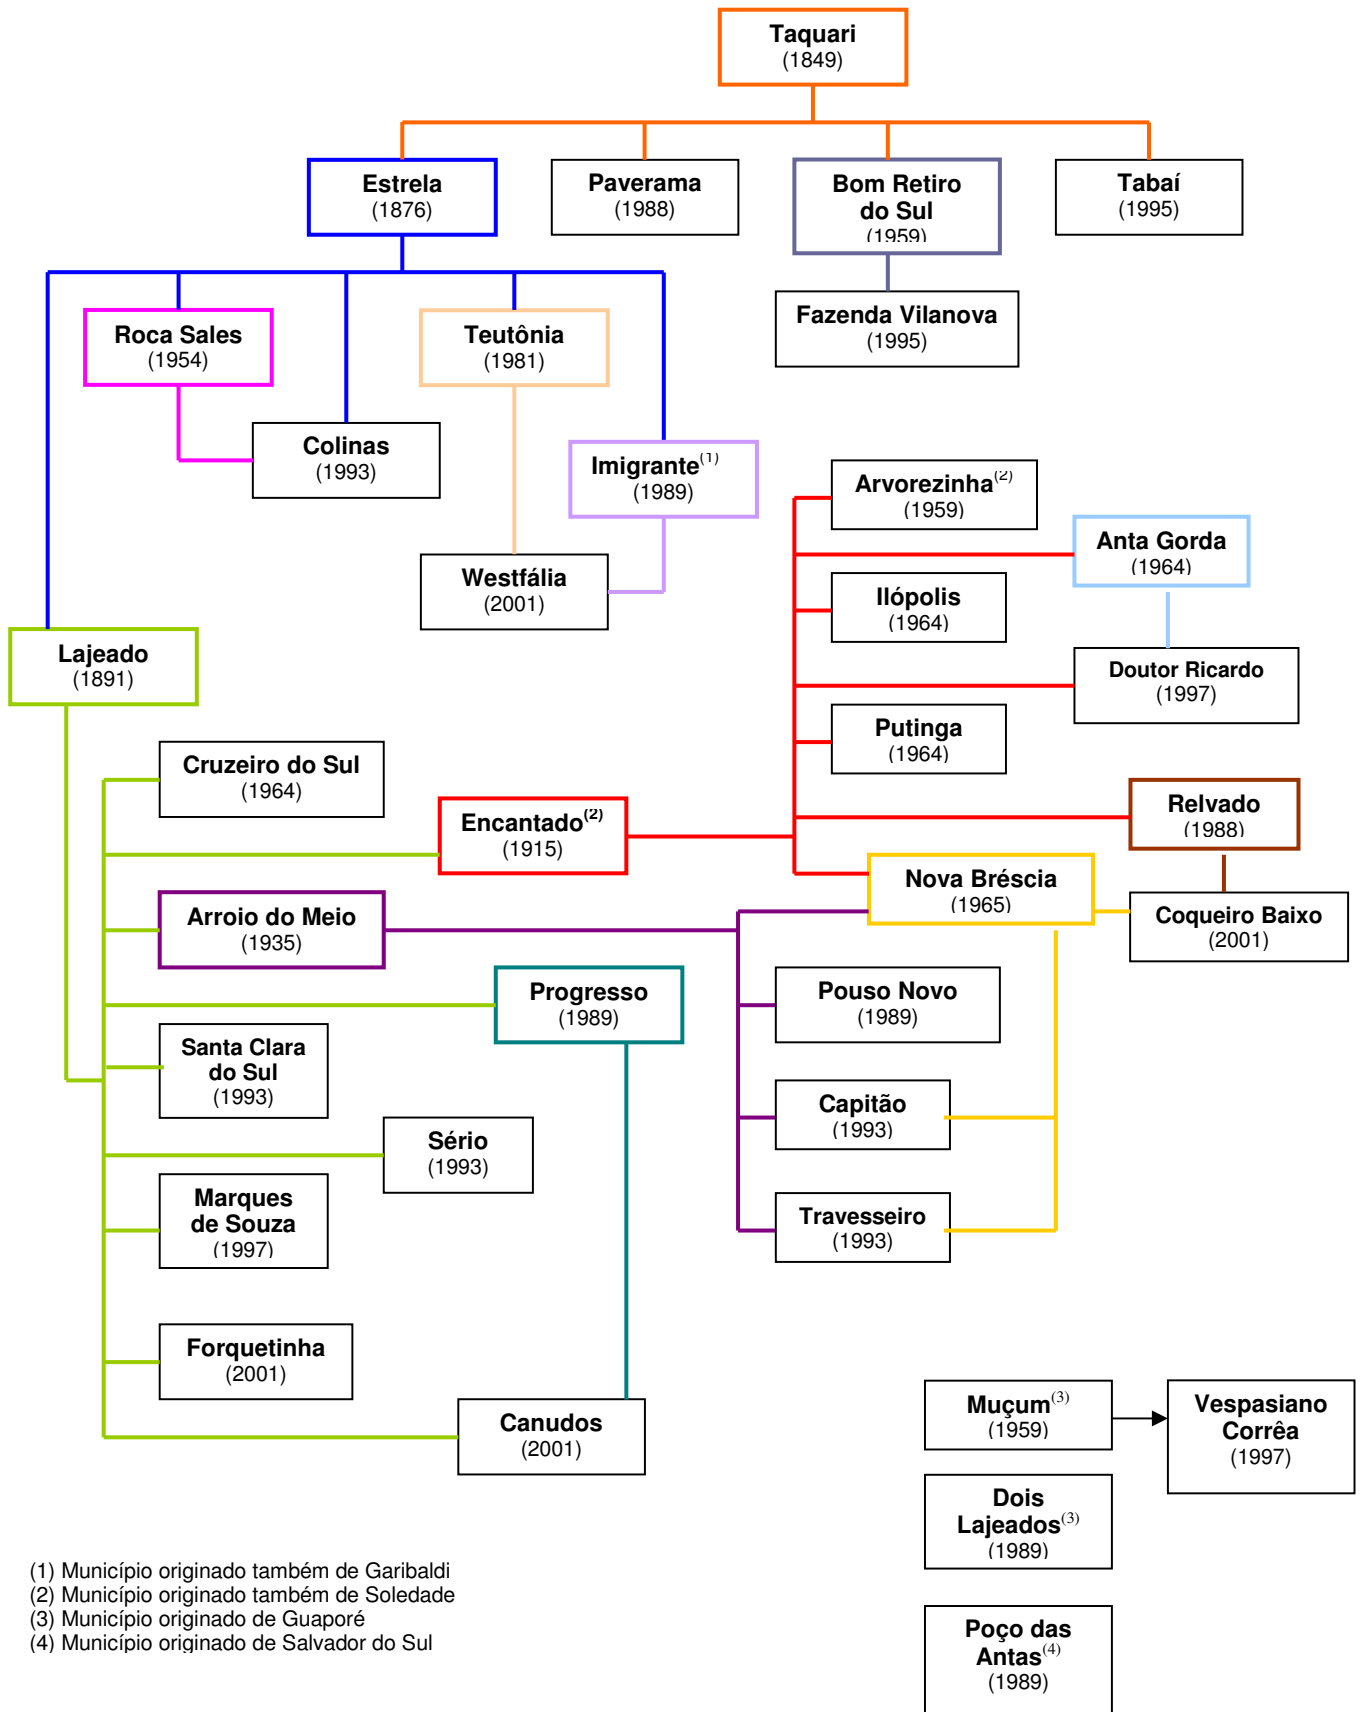 Taquari
(1849)
Estrela
(1876)
Paverama
(1988)
Bom Retiro
do Sul
(1959)
Tabaí
(1995)
Fazenda Vilanova
(1995)
Roca Sales
(1954)
Teutônia
(1981)
Colinas
(1993)
Imigrante(1)
(1989)
Westfália
(2001)
Arvorezinha(2)
(1959)
Anta Gorda
(1964)
Ilópolis
(1964)
Doutor Ricardo
(1997)
Putinga
(1964)
Lajeado
(1891)
Cruzeiro do Sul
(1964)
Encantado(2)
(1915)
Relvado
(1988)
Nova Bréscia
(1965)
Coqueiro Baixo
(2001)
Arroio do Meio
(1935)
Progresso
(1989)
Pouso Novo
(1989)
Santa Clara
do Sul
(1993)
Capitão
(1993)
Sério
(1993)
Marques
de Souza
(1997)
Travesseiro
(1993)
Forquetinha
(2001)
Canudos
(2001)
Muçum(3)
(1959)
Vespasiano
Corrêa
(1997)
Dois
Lajeados(3)
(1989)
Poço das
Antas(4)
(1989)
(1) Município originado também de Garibaldi
(2) Município originado também de Soledade
(3) Município originado de Guaporé
(4) Município originado de Salvador do Sul